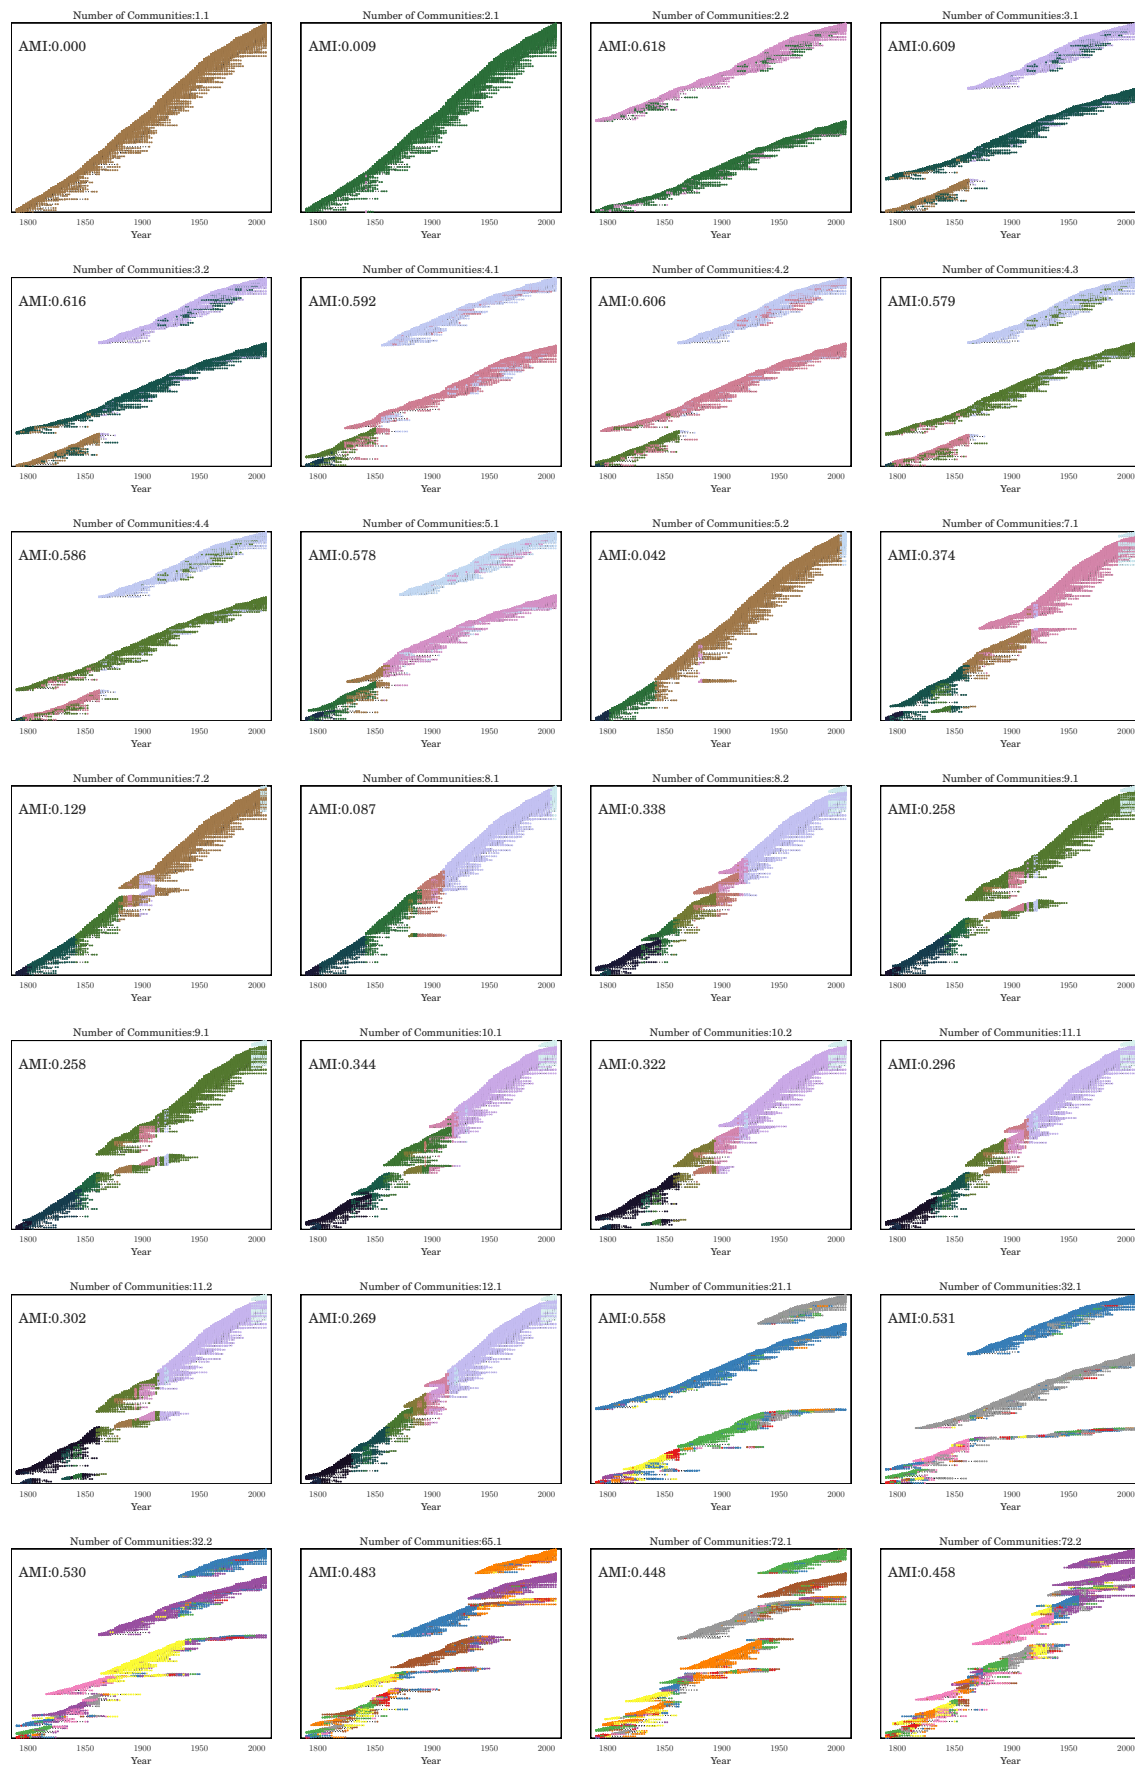 Number of Communities:1.1 Number of Communities:2.1 Number of Communities:2.2 Number of Communities:3.1
AMI:0.000 AMI:0.009 AMI:0.618 AMI:0.609
1800 1850 1900 1950 2000 1800 1850 1900 1950 2000 1800 1850 1900 1950 2000 1800 1850 1900 1950 2000
Year Year Year Year
Number of Communities:3.2 Number of Communities:4.1 Number of Communities:4.2 Number of Communities:4.3
AMI:0.616 AMI:0.592 AMI:0.606 AMI:0.579
1800 1850 1900 1950 2000 1800 1850 1900 1950 2000 1800 1850 1900 1950 2000 1800 1850 1900 1950 2000
Year Year Year Year
Number of Communities:4.4 Number of Communities:5.1 Number of Communities:5.2 Number of Communities:7.1
AMI:0.586 AMI:0.578 AMI:0.042 AMI:0.374
1800 1850 1900 1950 2000 1800 1850 1900 1950 2000 1800 1850 1900 1950 2000 1800 1850 1900 1950 2000
Year Year Year Year
Number of Communities:7.2 Number of Communities:8.1 Number of Communities:8.2 Number of Communities:9.1
AMI:0.129 AMI:0.087 AMI:0.338 AMI:0.258
1800 1850 1900 1950 2000 1800 1850 1900 1950 2000 1800 1850 1900 1950 2000 1800 1850 1900 1950 2000
Year Year Year Year
Number of Communities:9.1 Number of Communities:10.1 Number of Communities:10.2 Number of Communities:11.1
AMI:0.258 AMI:0.344 AMI:0.322 AMI:0.296
1800 1850 1900 1950 2000 1800 1850 1900 1950 2000 1800 1850 1900 1950 2000 1800 1850 1900 1950 2000
Year Year Year Year
Number of Communities:11.2 Number of Communities:12.1 Number of Communities:21.1 Number of Communities:32.1
AMI:0.302 AMI:0.269 AMI:0.558 AMI:0.531
1800 1850 1900 1950 2000 1800 1850 1900 1950 2000 1800 1850 1900 1950 2000 1800 1850 1900 1950 2000
Year Year Year Year
Number of Communities:32.2 Number of Communities:65.1 Number of Communities:72.1 Number of Communities:72.2
AMI:0.530 AMI:0.483 AMI:0.448 AMI:0.458
1800 1850 1900 1950 2000 1800 1850 1900 1950 2000 1800 1850 1900 1950 2000 1800 1850 1900 1950 2000
Year Year Year Year